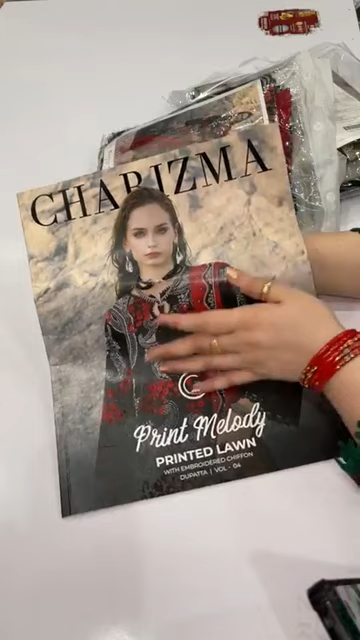 CHARIZMA
Print Melody
PRINTED LAWN
WITH EMBROIDERED CHIFFON
DUPATTA | VOL - 04